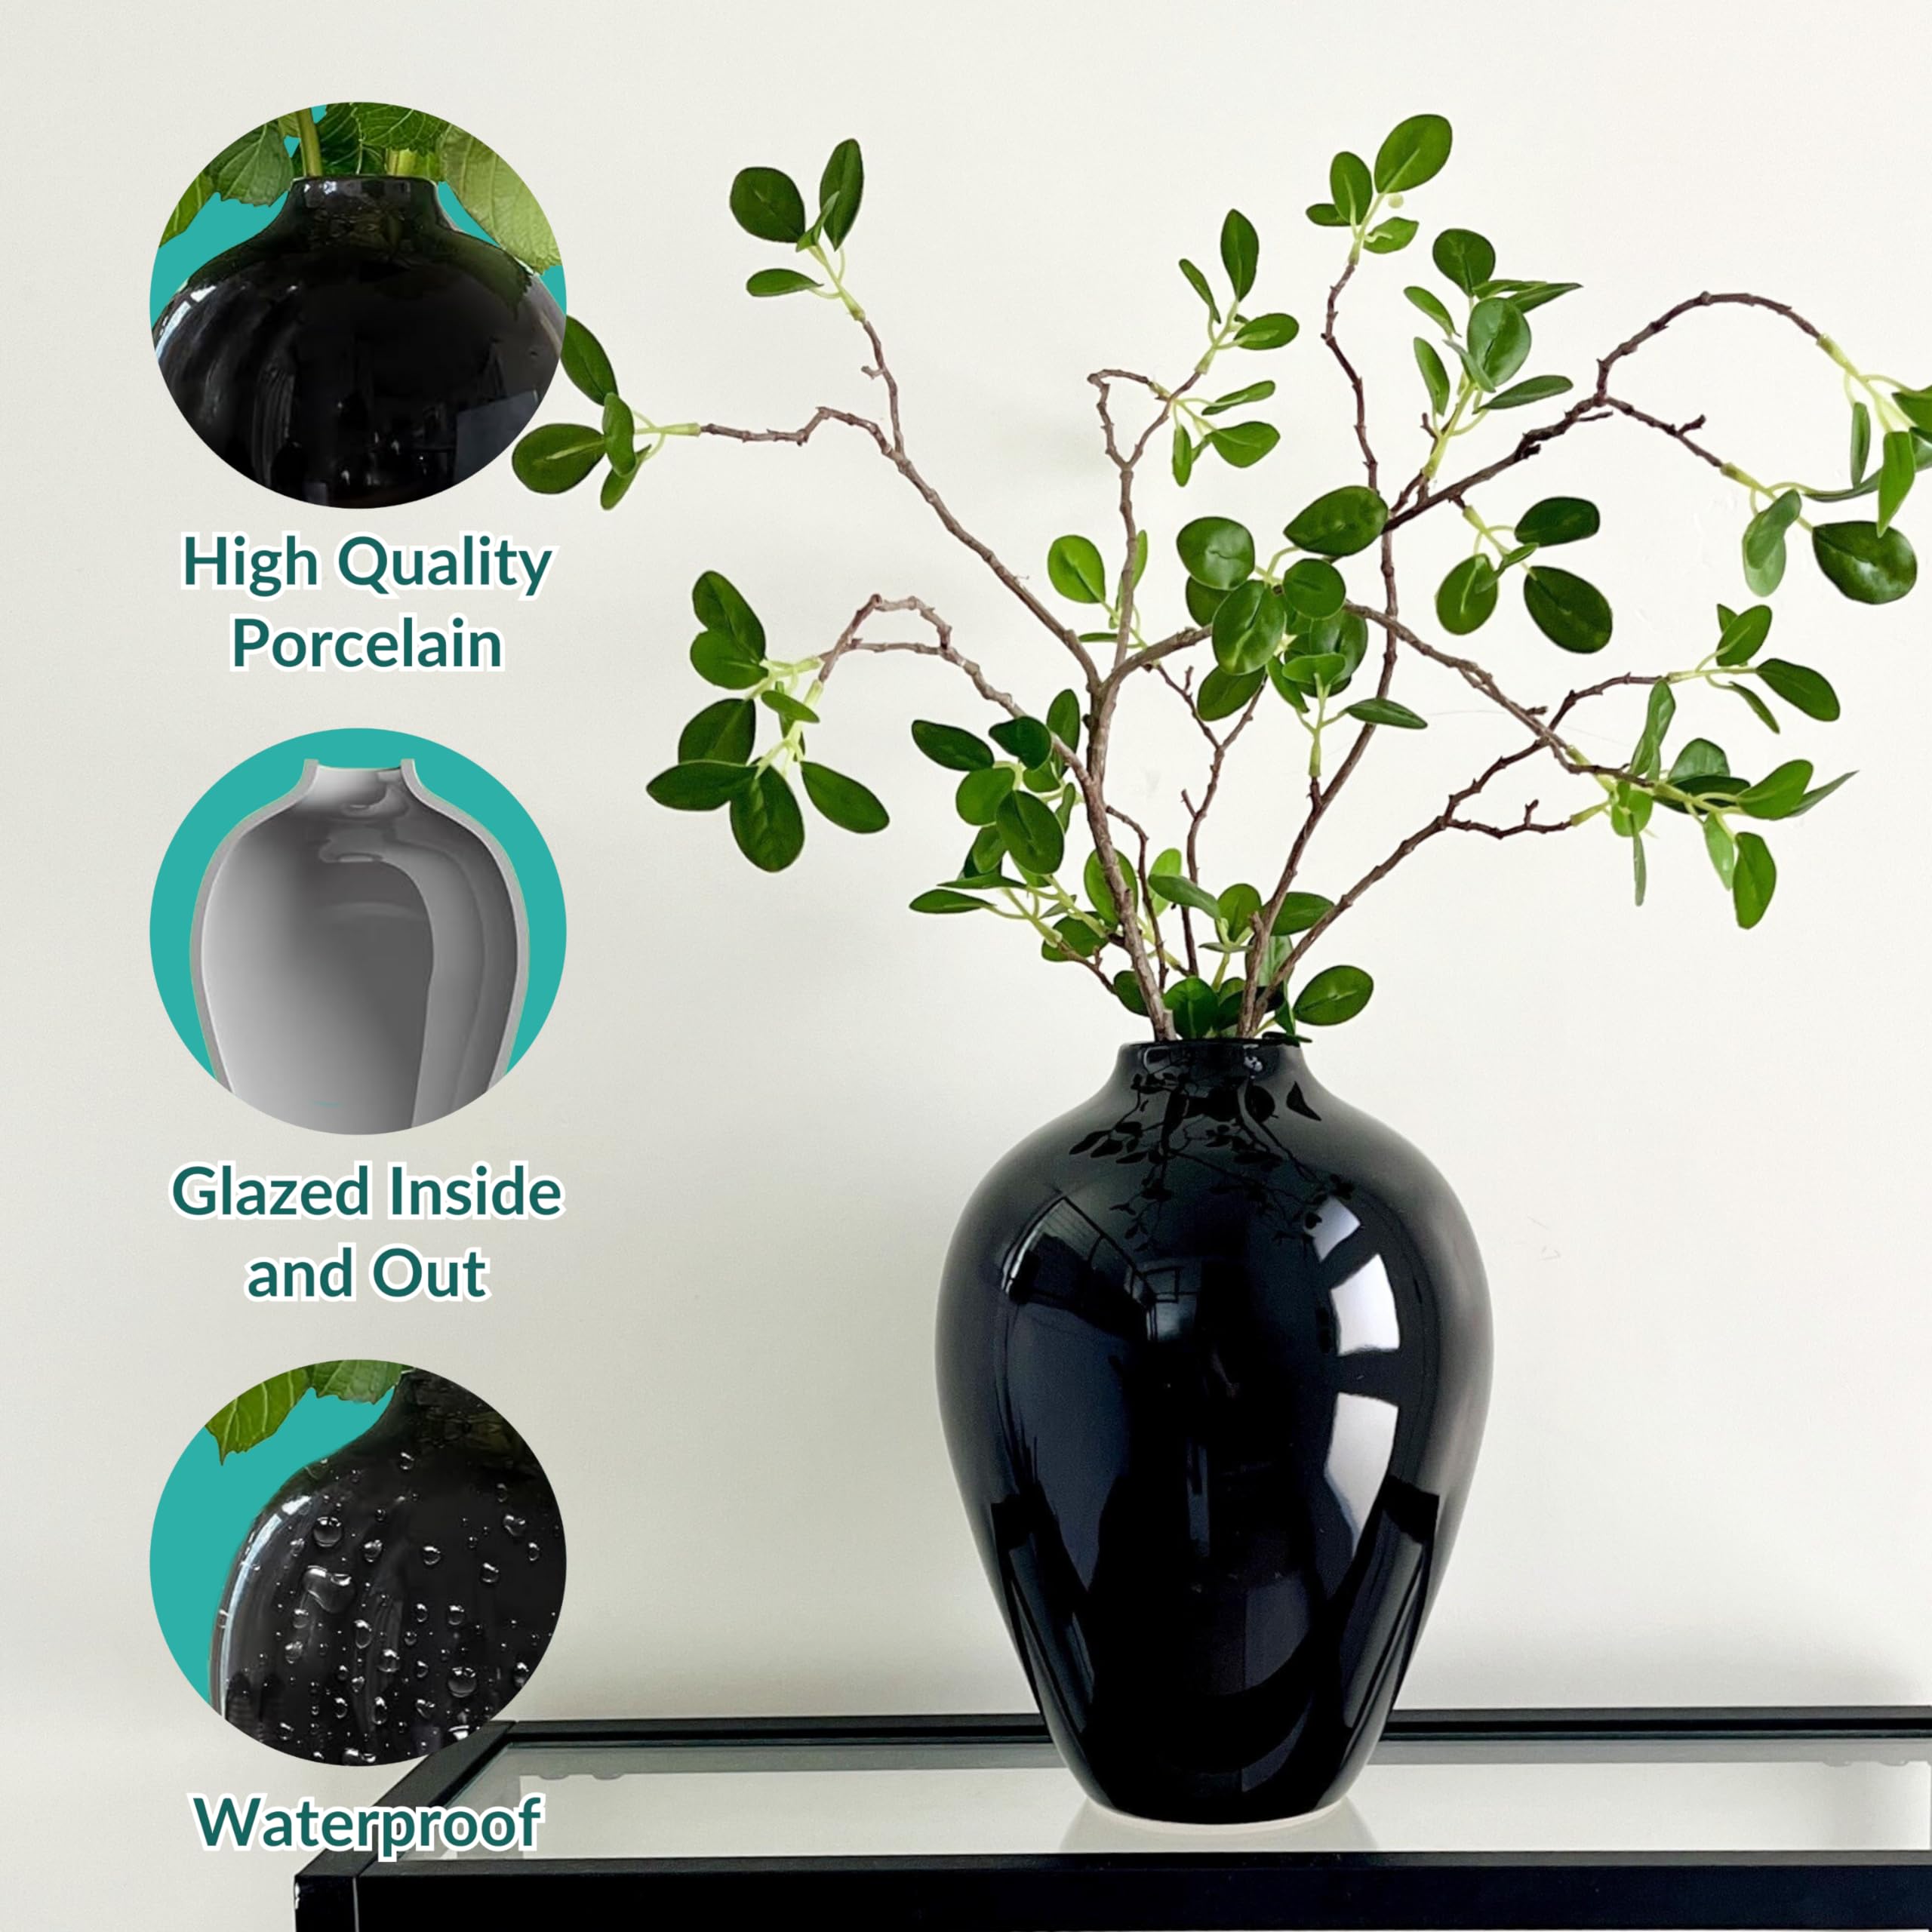 High Quality
Porcelain
Glazed Inside
and Out
Waterproof